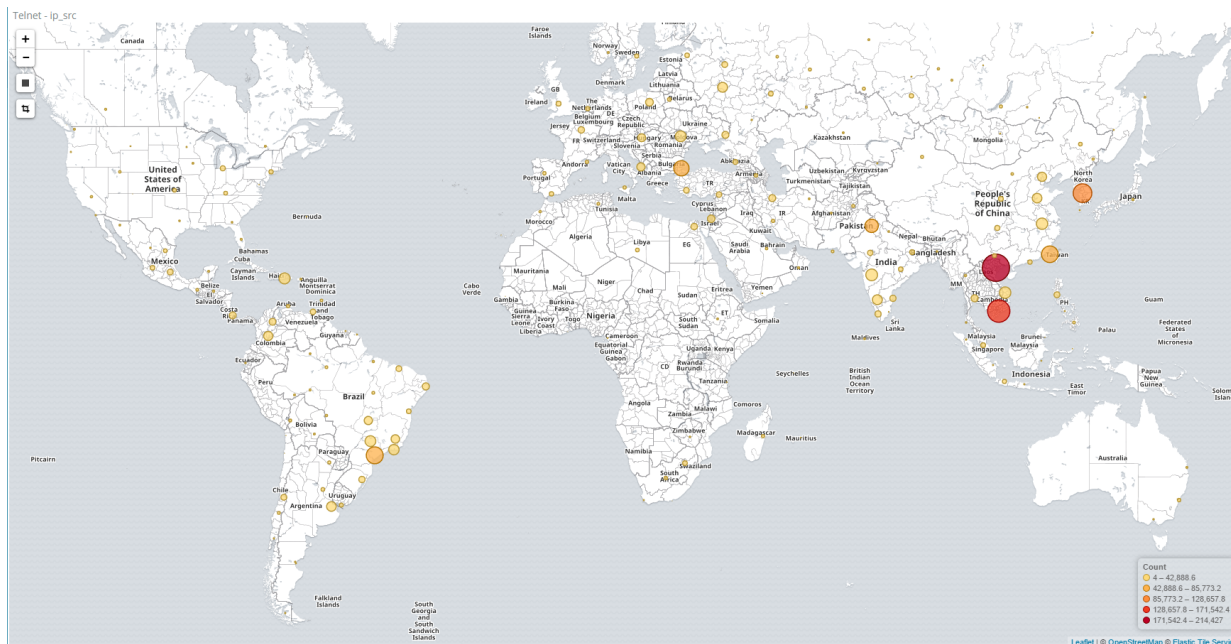 Telnet - ip_src
+
−
Canada
United
States of
America
Mexico
Bermuda
Bahamas
Cuba
Cayman
Islands
Belize
El
Salvador
Costa
Panama
Anguilla
Montserrat
Dominica
Aruba
Trinidad
and
Tobago
Venezuela
Guyana
Colombia
Ecuador
Peru
Brazil
Bolivia
Paraguay
Chile
Uruguay
Argentina
Pitcairn
Falkland
Islands
South
Georgia
and
South
Sandwich
Islands
Faroe
Islands
Norway
Sweden
Finland
Estonia
Latvia
Lithuania
Denmark
GB
Ireland
The
Netherlands
DE
Belgium
Luxembourg
Jersey
Poland
Belarus
Czech
Republic
Ukraine
FR
Switzerland
Hungary
Moldova
Slovenia
Romania
Serbia
Andorra
Vatican
City
Bulgaria
Albania
Abkhazia
Armenia
Portugal
Greece
TR
Malta
Tunisia
Cyprus
Lebanon
Israel
Iraq
IR
Kuwait
Morocco
Algeria
Libya
EG
Saudi
Arabia
Bahrain
Oman
Yemen
Kazakhstan
Uzbekistan
Kyrgyzstan
Turkmenistan
Tajikistan
Afghanistan
Pakistan
Mongolia
People's
Republic
of China
North
Korea
Japan
Taiwan
Nepal
Bhutan
Bangladesh
India
MM
Laos
TH
Cambodia
PH
Sri
Lanka
Maldives
Malaysia
Singapore
Brunei
Malaysia
Indonesia
East
Timor
Palau
Guam
Federated
States of
Micronesia
Papua
New
Guinea
Australia
Cabo
Verde
Mauritania
Mali
Niger
Chad
Sudan
Eritrea
Gambia
Guinea
Sierra
Leone
Liberia
Burkina
Faso
Ivory
Coast
Togo
Nigeria
Cameroon
South
Sudan
ET
Somalia
Equatorial
Guinea
Gabon
Uganda
Kenya
Rwanda
Burundi
CD
Tanzania
Seychelles
British
Indian
Ocean
Territory
Angola
Zambia
Malawi
Comoros
Zimbabwe
Madagascar
Mauritius
Namibia
Swaziland
South
Africa
Count
4 – 42,888.6
42,888.6 – 85,773.2
85,773.2 – 128,657.8
128,657.8 – 171,542.4
171,542.4 – 214,427
Leaflet | © OpenStreetMap © Elastic Tile